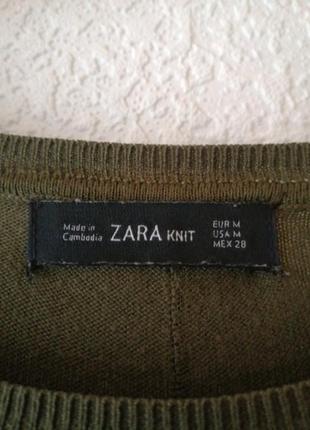 Made in
Cambodia
ZARA KNIT
EUR M
USA M
MEX 28